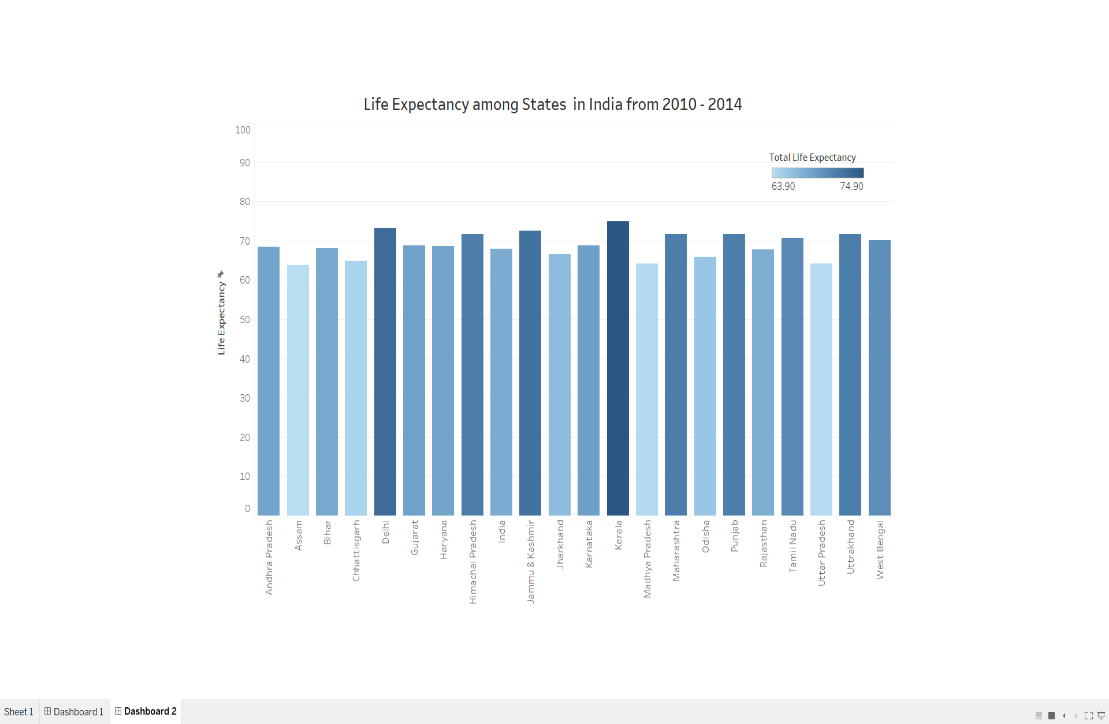 Life Expectancy among States in India from 2010 - 2014
100
90
80
70
60
50
40
30
20
10
0
Life Expectancy
Total Life Expectancy
63.90 74.90
Andhra Pradesh
Assam
Bihar
Chhattisgarh
Delhi
Gujarat
Haryana
Himachal Pradesh
India
Jammu & Kashmir
Jharkhand
Karnataka
Kerala
Madhya Pradesh
Maharashtra
Odisha
Punjab
Rajasthan
Tamil Nadu
Uttar Pradesh
Uttrakhand
West Bengal
Sheet 1 Dashboard 1 Dashboard 2